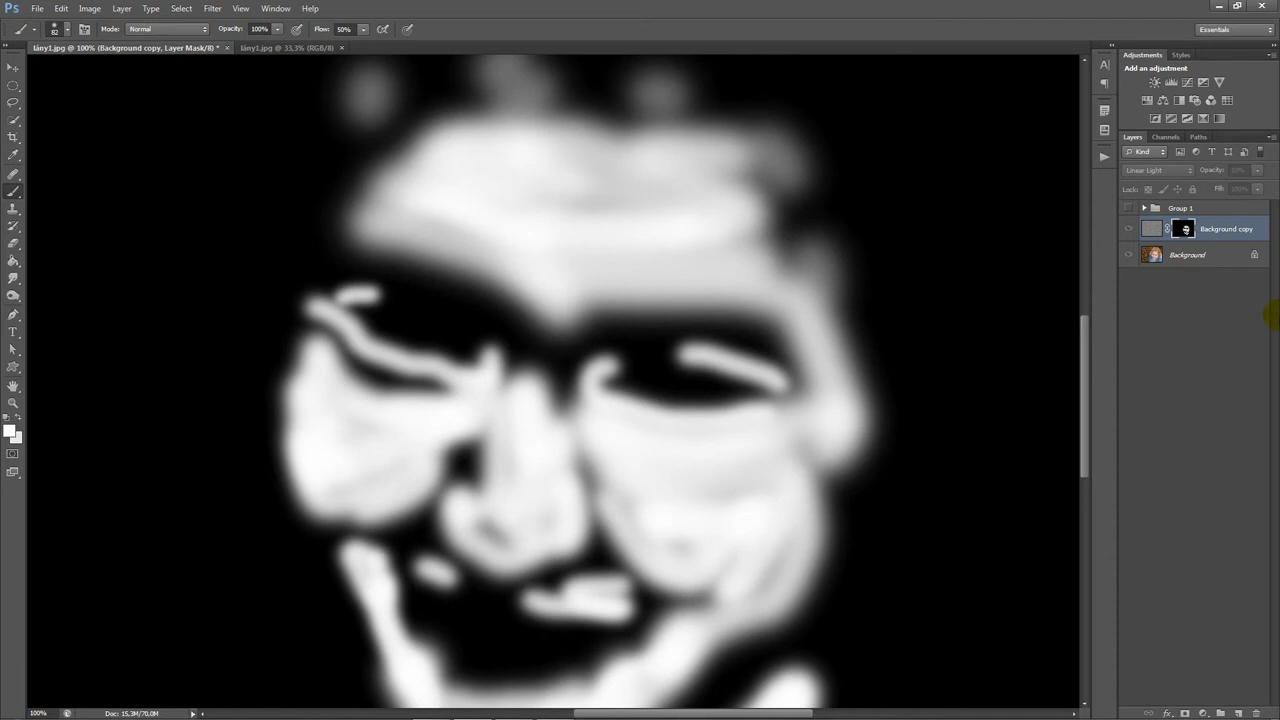 Ps File Edit Image Layer Type Select Filter View Window Help
82 Mode: Normal Opacity: 100% Flow: 50% Essentials
lány1.jpg @ 100% (Background copy, Layer Mask/8) * × lány1.jpg @ 33,3% (RGB/8) ×
Adjustments Styles
Add an adjustment
Layers Channels Paths
Kind T
Linear Light Opacity:
Lock: Fill: 100%
Group 1
Background copy
Background
100% Doc: 15,3M/70,0M